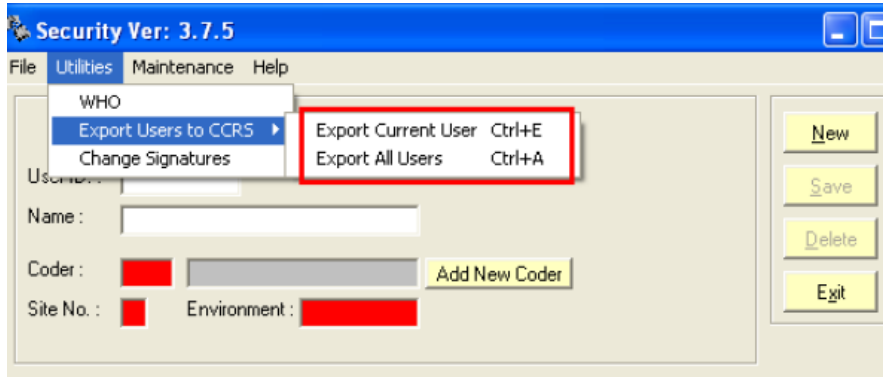 Security Ver: 3.7.5
File Utilities Maintenance Help
WHO
Export Users to CCRS
Export Current User Ctrl+E
Change Signatures
Export All Users Ctrl+A
New
Name :
Save
Delete
Coder :
Add New Coder
Site No. :
Environment :
Exit